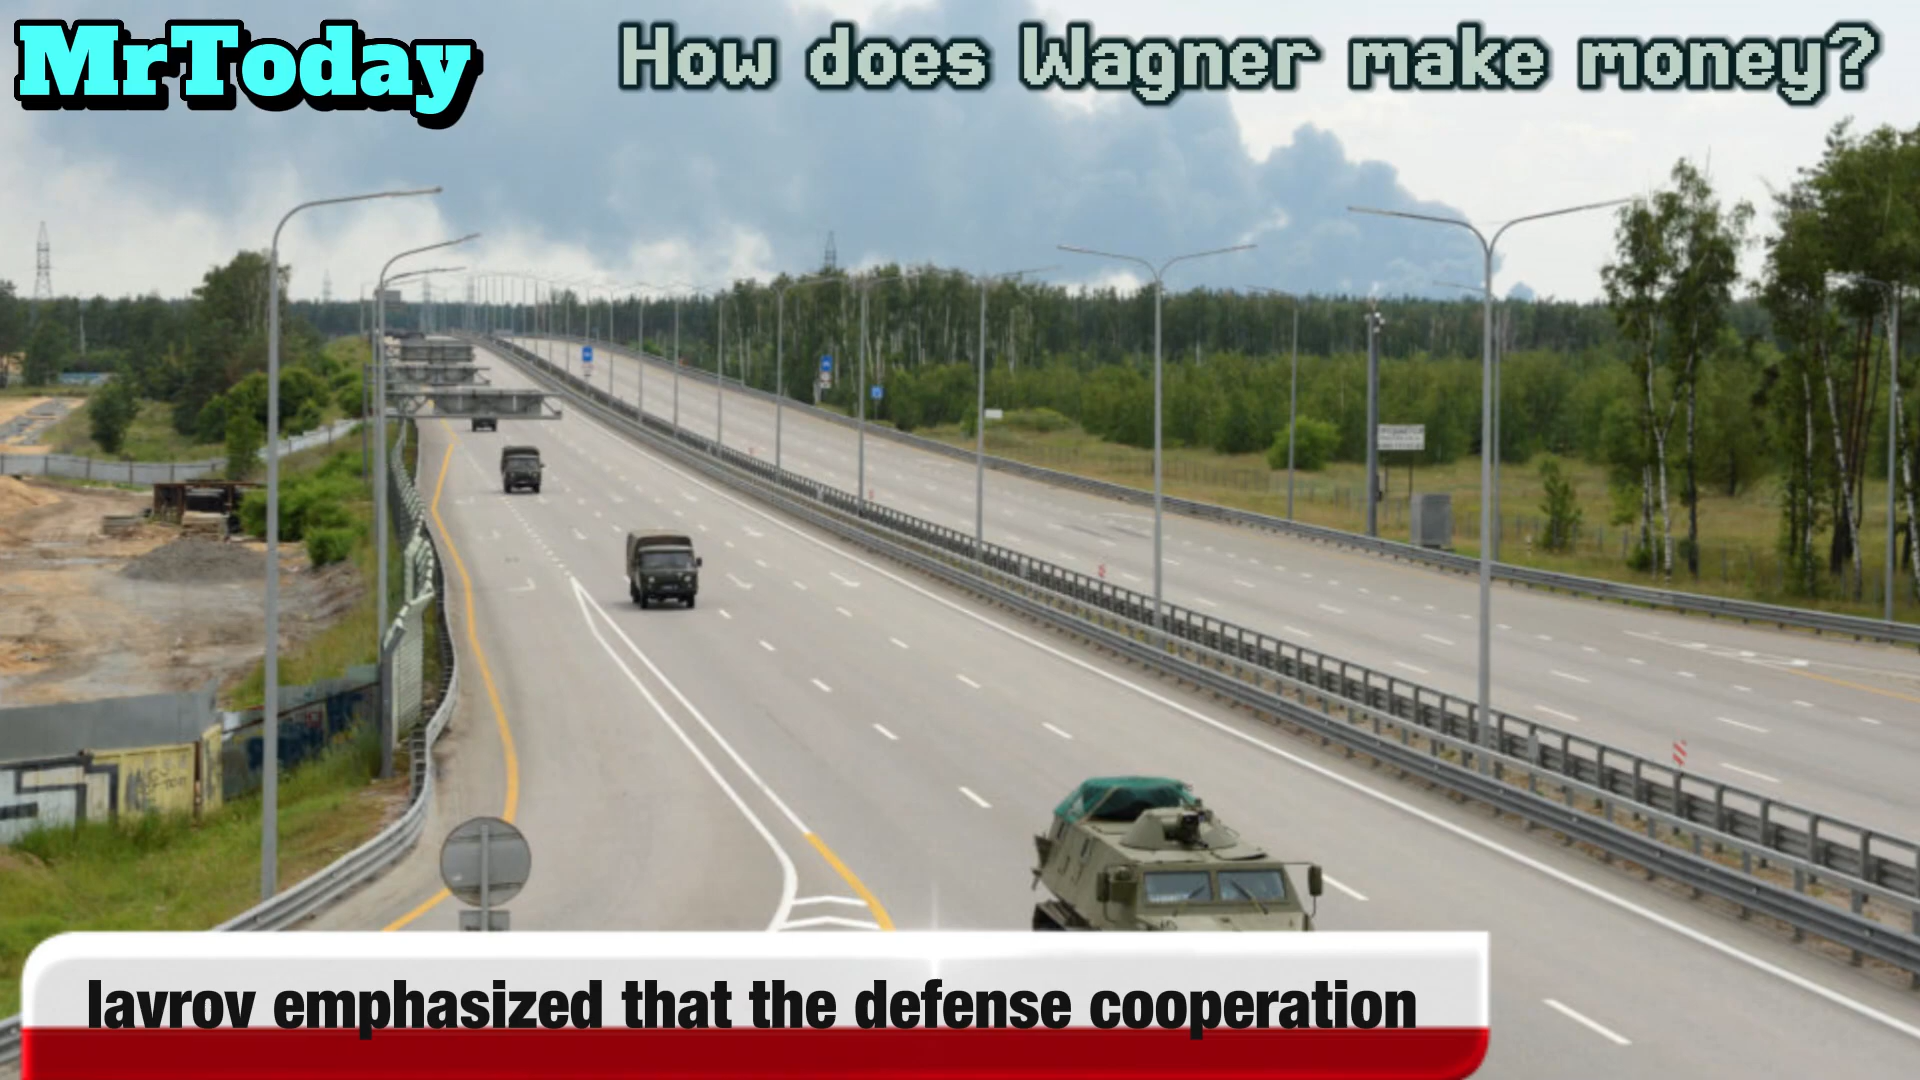 MrToday
How does Wagner make money?
lavrov emphasized that the defense cooperation